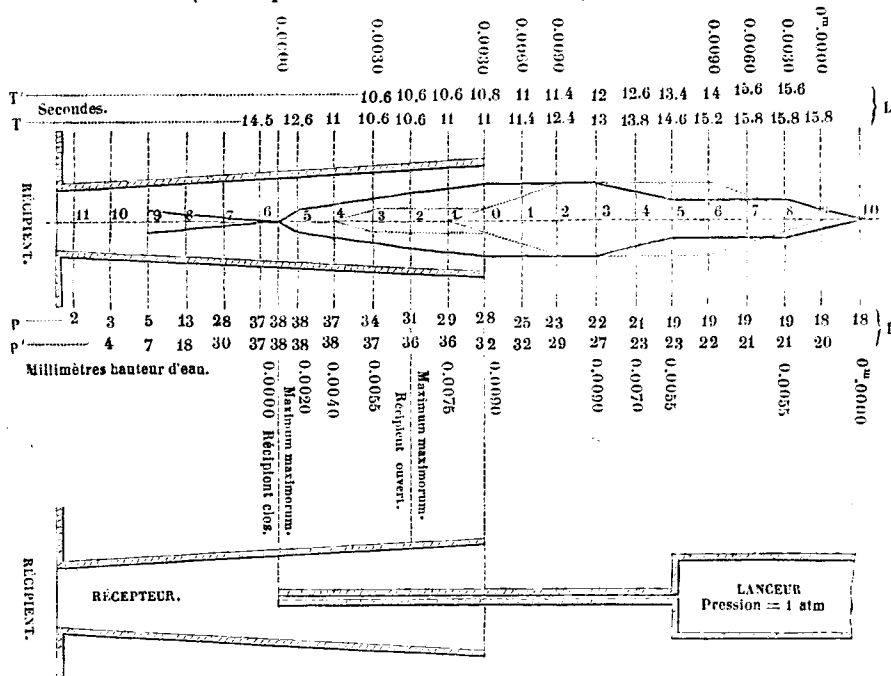 0.0000 0.0030 0.0030 0.0060 0.0090 0.0090 0.0060 0.0030 0m.0000
T' 10.6 10.6 10.6 10.8 11 11.4 12 12.6 13.4 14 15.6 15.6
Secondes.
T 14.5 12.6 11 10.6 10.6 11 11 11.4 12.4 13 13.8 14.6 15.2 15.8 15.8 15.8
RÉCIPIENT.
11 10 9 8 7 6 5 4 3 2 1 0 1 2 3 4 5 6 7 8 10
P 2 3 5 13 28 37 38 38 37 34 31 29 28 25 23 22 21 19 19 19 19 18 18
P' 4 7 18 30 37 38 38 38 37 36 36 32 32 29 27 23 23 22 21 21 20
Millimètres hauteur d'eau.
0.0000 Récipient clos.
Maximum maximorum.
0.0020 0.0040 0.0055
Récipient ouvert.
Maximum maximorum.
0.0075 0.0090 0.0090 0.0070 0.0055 0.0055 0m.0000
RÉCIPIENT.
RÉCEPTEUR.
LANCEUR
Pression = 1 atm